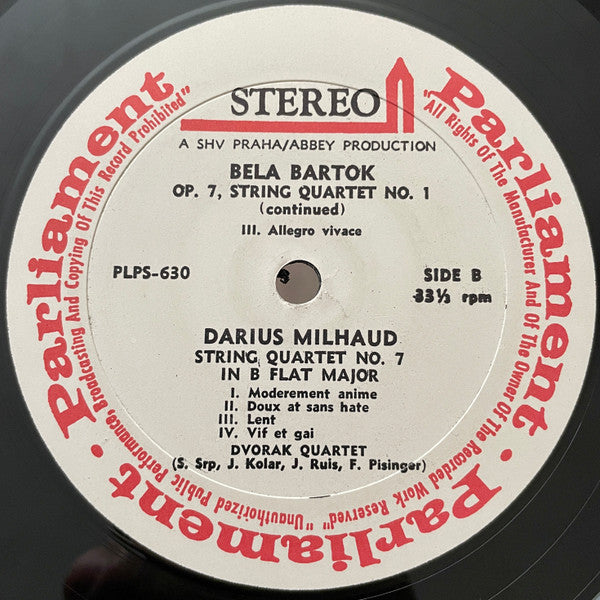 STEREO
A SHV PRAHA/ABBEY PRODUCTION
BELA BARTOK
OP. 7, STRING QUARTET NO. 1
(continued)
III. Allegro vivace
PLPS-630
SIDE B
33⅓ rpm
DARIUS MILHAUD
STRING QUARTET NO. 7
IN B FLAT MAJOR
I. Moderement anime
II. Doux at sans hate
III. Lent
IV. Vif et gai
DVORAK QUARTET
(S. Srp, J. Kolar, J. Ruis, F. Pisinger)
Parliament · Parliament · Parliament · Parliament ·
"All Rights Of The Manufacturer And Of The Owner Of The Recorded Work Reserved" "Unauthorized Public Performance, Broadcasting And Copying Of This Record Prohibited"